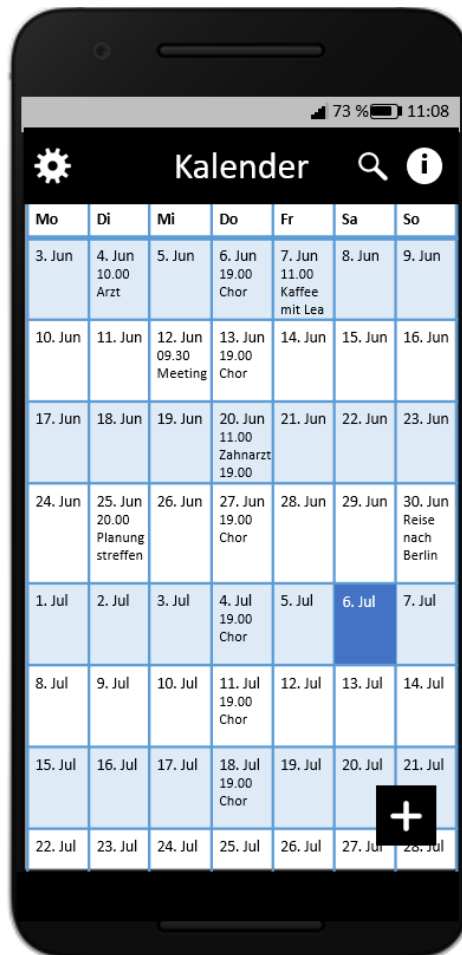 73 % 11:08
Kalender i
Mo Di Mi Do Fr Sa So
3. Jun 4. Jun 5. Jun 6. Jun 7. Jun 8. Jun 9. Jun
10.00 19.00 11.00
Arzt Chor Kaffee
mit Lea
10. Jun 11. Jun 12. Jun 13. Jun 14. Jun 15. Jun 16. Jun
09.30 19.00
Meeting Chor
17. Jun 18. Jun 19. Jun 20. Jun 21. Jun 22. Jun 23. Jun
11.00
Zahnarzt
19.00
24. Jun 25. Jun 26. Jun 27. Jun 28. Jun 29. Jun 30. Jun
20.00 19.00 Reise
Planung Chor nach
streffen Berlin
1. Jul 2. Jul 3. Jul 4. Jul 5. Jul 6. Jul 7. Jul
19.00
Chor
8. Jul 9. Jul 10. Jul 11. Jul 12. Jul 13. Jul 14. Jul
19.00
Chor
15. Jul 16. Jul 17. Jul 18. Jul 19. Jul 20. Jul 21. Jul
19.00
Chor
22. Jul 23. Jul 24. Jul 25. Jul 26. Jul 27. Jul 28. Jul